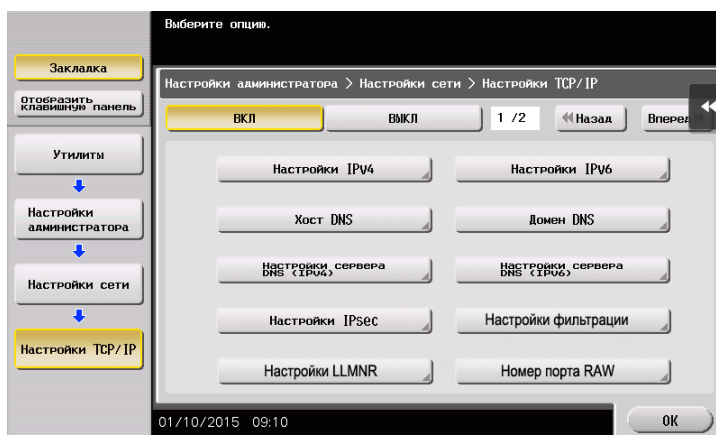 Выберите опцию.
Закладка
Отобразить
клавишную панель
Утилиты
Настройки
администратора
Настройки сети
Настройки TCP/IP
Настройки администратора > Настройки сети > Настройки TCP/IP
ВКЛ ВЫКЛ 1 /2 Назад Вперед
Настройки IPv4 Настройки IPv6
Хост DNS Домен DNS
Настройки сервера
DNS (IPv4)
Настройки сервера
DNS (IPv6)
Настройки IPsec Настройки фильтрации
Настройки LLMNR Номер порта RAW
01/10/2015 09:10
OK